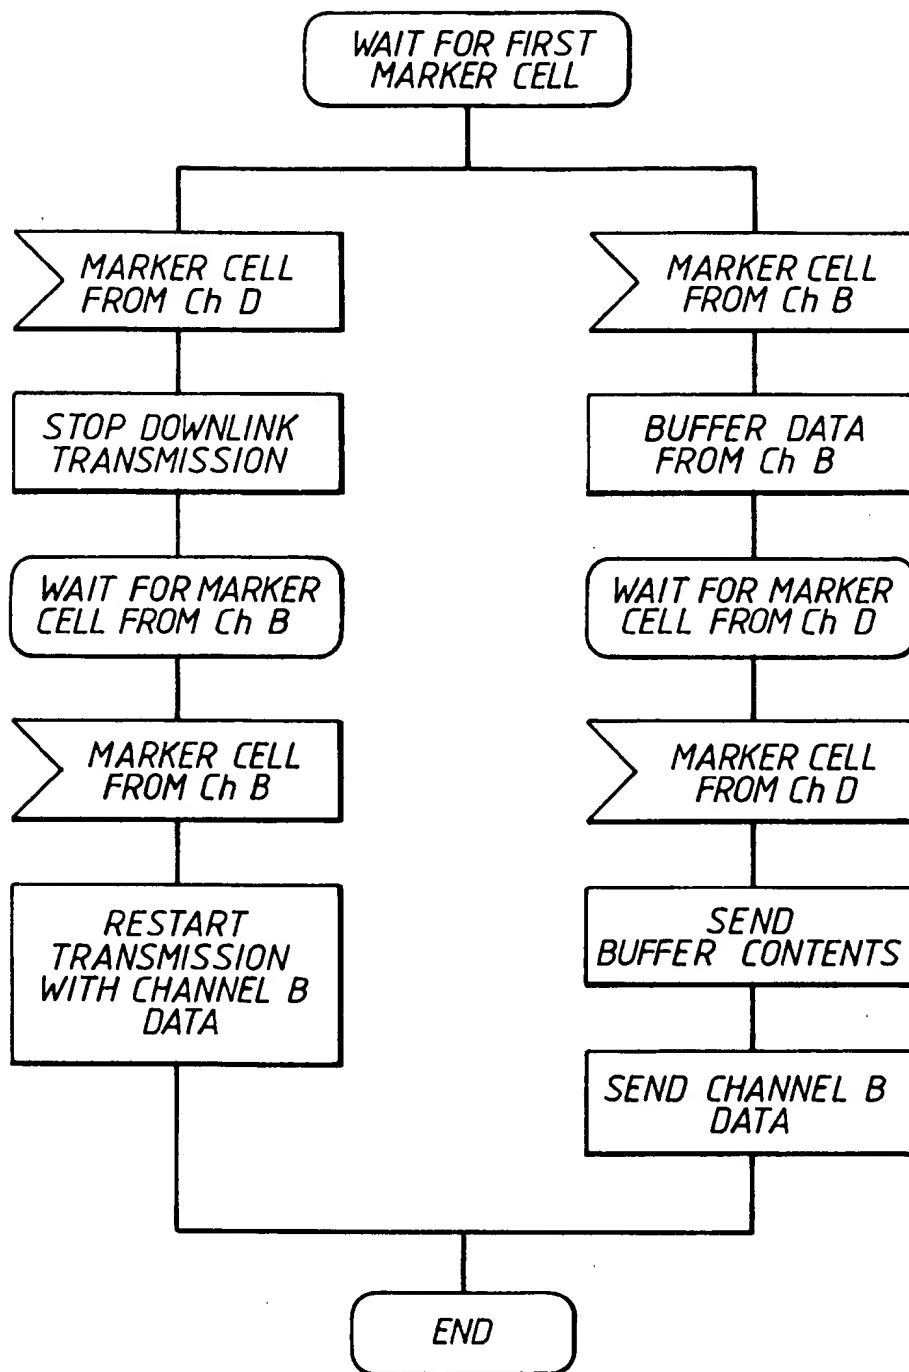 WAIT FOR FIRST
MARKER CELL
MARKER CELL
FROM Ch D
STOP DOWNLINK
TRANSMISSION
WAIT FOR MARKER
CELL FROM Ch B
MARKER CELL
FROM Ch B
RESTART
TRANSMISSION
WITH CHANNEL B
DATA
MARKER CELL
FROM Ch B
BUFFER DATA
FROM Ch B
WAIT FOR MARKER
CELL FROM Ch D
MARKER CELL
FROM Ch D
SEND
BUFFER CONTENTS
SEND CHANNEL B
DATA
END